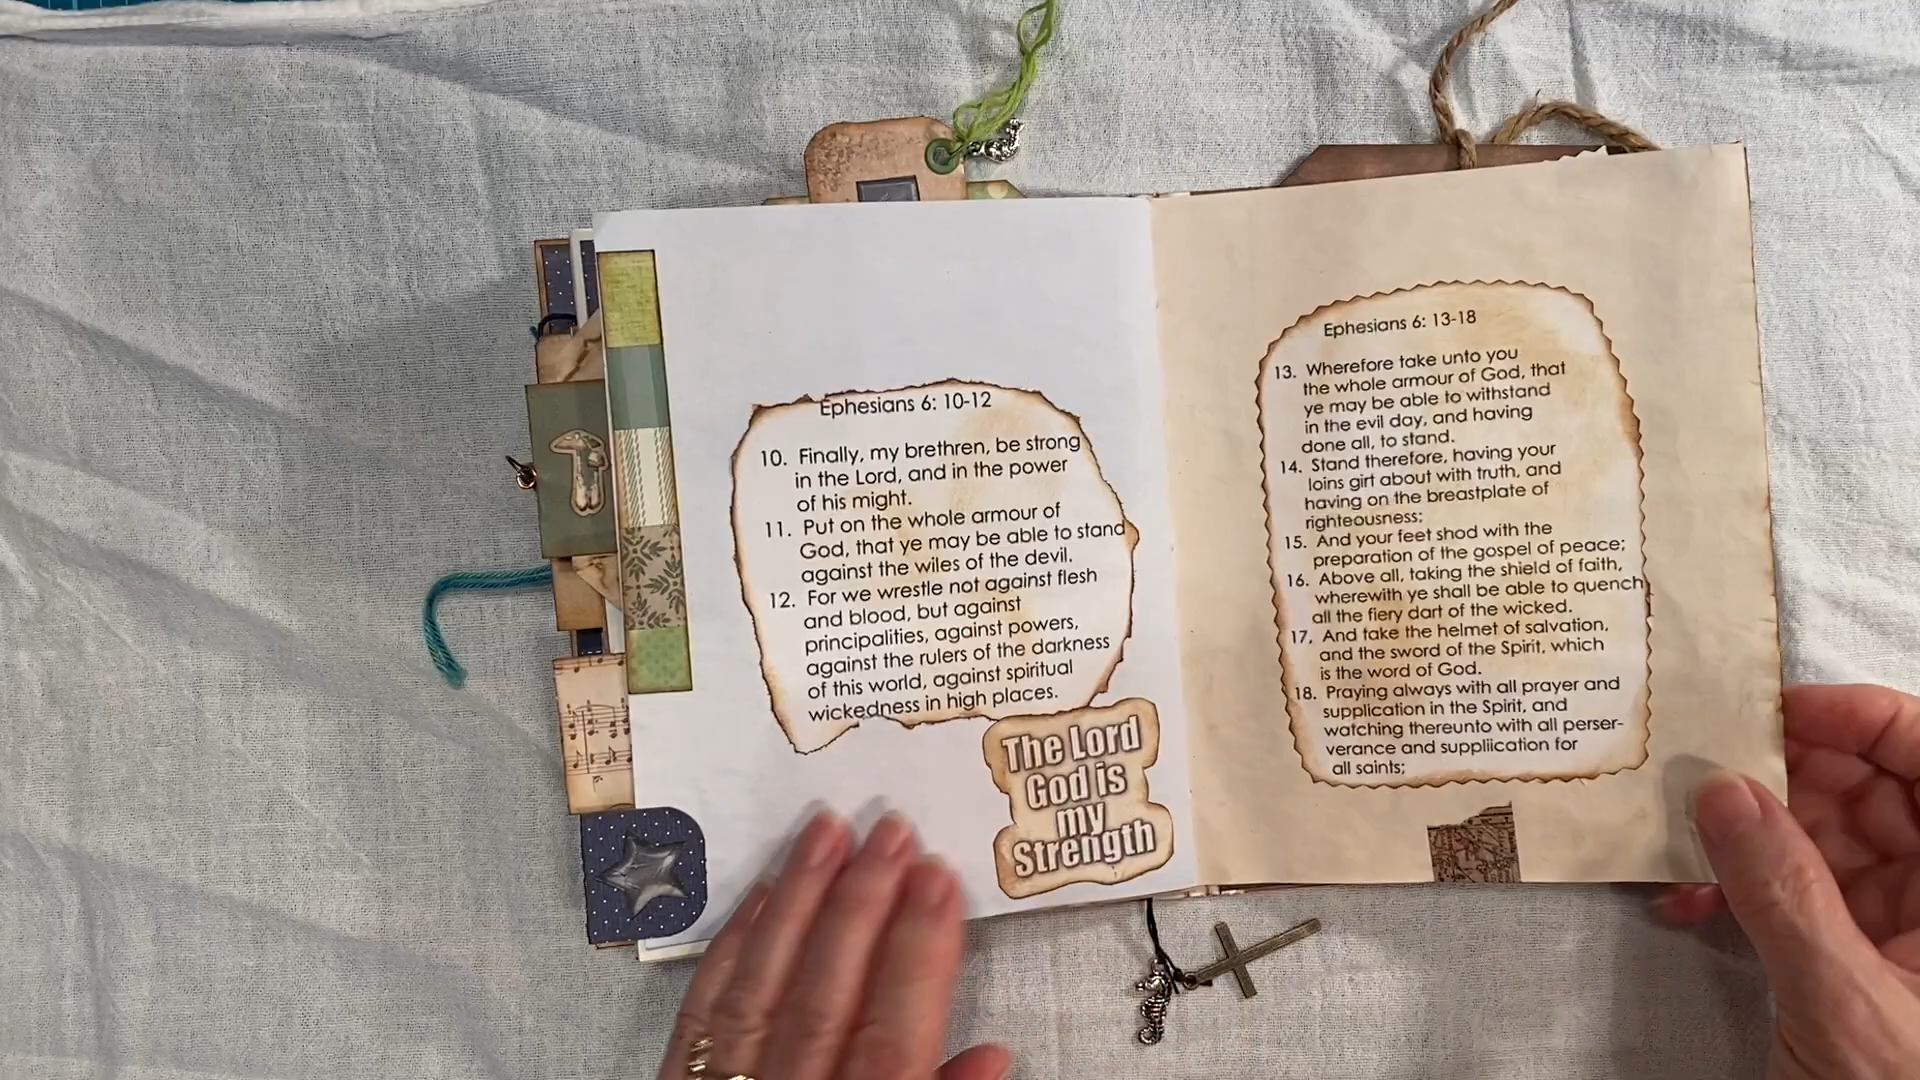 Ephesians 6: 10-12
10. Finally, my brethren, be strong
in the Lord, and in the power
of his might.
11. Put on the whole armour of
God, that ye may be able to stand
against the wiles of the devil.
12. For we wrestle not against flesh
and blood, but against
principalities, against powers,
against the rulers of the darkness
of this world, against spiritual
wickedness in high places.
The Lord
God is
my
Strength
Ephesians 6: 13-18
13. Wherefore take unto you
the whole armour of God, that
ye may be able to withstand
in the evil day, and having
done all, to stand.
14. Stand therefore, having your
loins girt about with truth, and
having on the breastplate of
righteousness;
15. And your feet shod with the
preparation of the gospel of peace;
16. Above all, taking the shield of faith,
wherewith ye shall be able to quench
all the fiery dart of the wicked.
17. And take the helmet of salvation,
and the sword of the Spirit, which
is the word of God.
18. Praying always with all prayer and
supplication in the Spirit, and
watching thereunto with all perser-
verance and suppliication for
all saints;